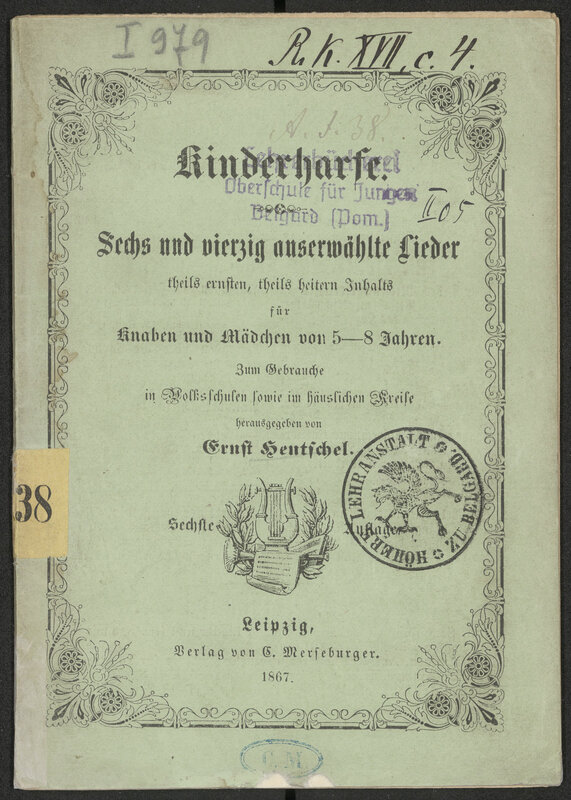 I 979
R. K. XVII, c. 4.
A. I. 38.
Kinderharfe.
Oberschule für Jungen
Belgard (Pom.)
II 05
Sechs und vierzig auserwählte Lieder
theils ernsten, theils heitern Inhalts
für
Knaben und Mädchen von 5—8 Jahren.
Zum Gebrauche
in Volksschulen sowie im häuslichen Kreise
herausgegeben von
Ernst Hentschel.
HÖHERE LEHRANSTALT ZU BELGARD
38
Sechste Auflage
Leipzig,
Verlag von C. Merseburger.
1867.
C. M.